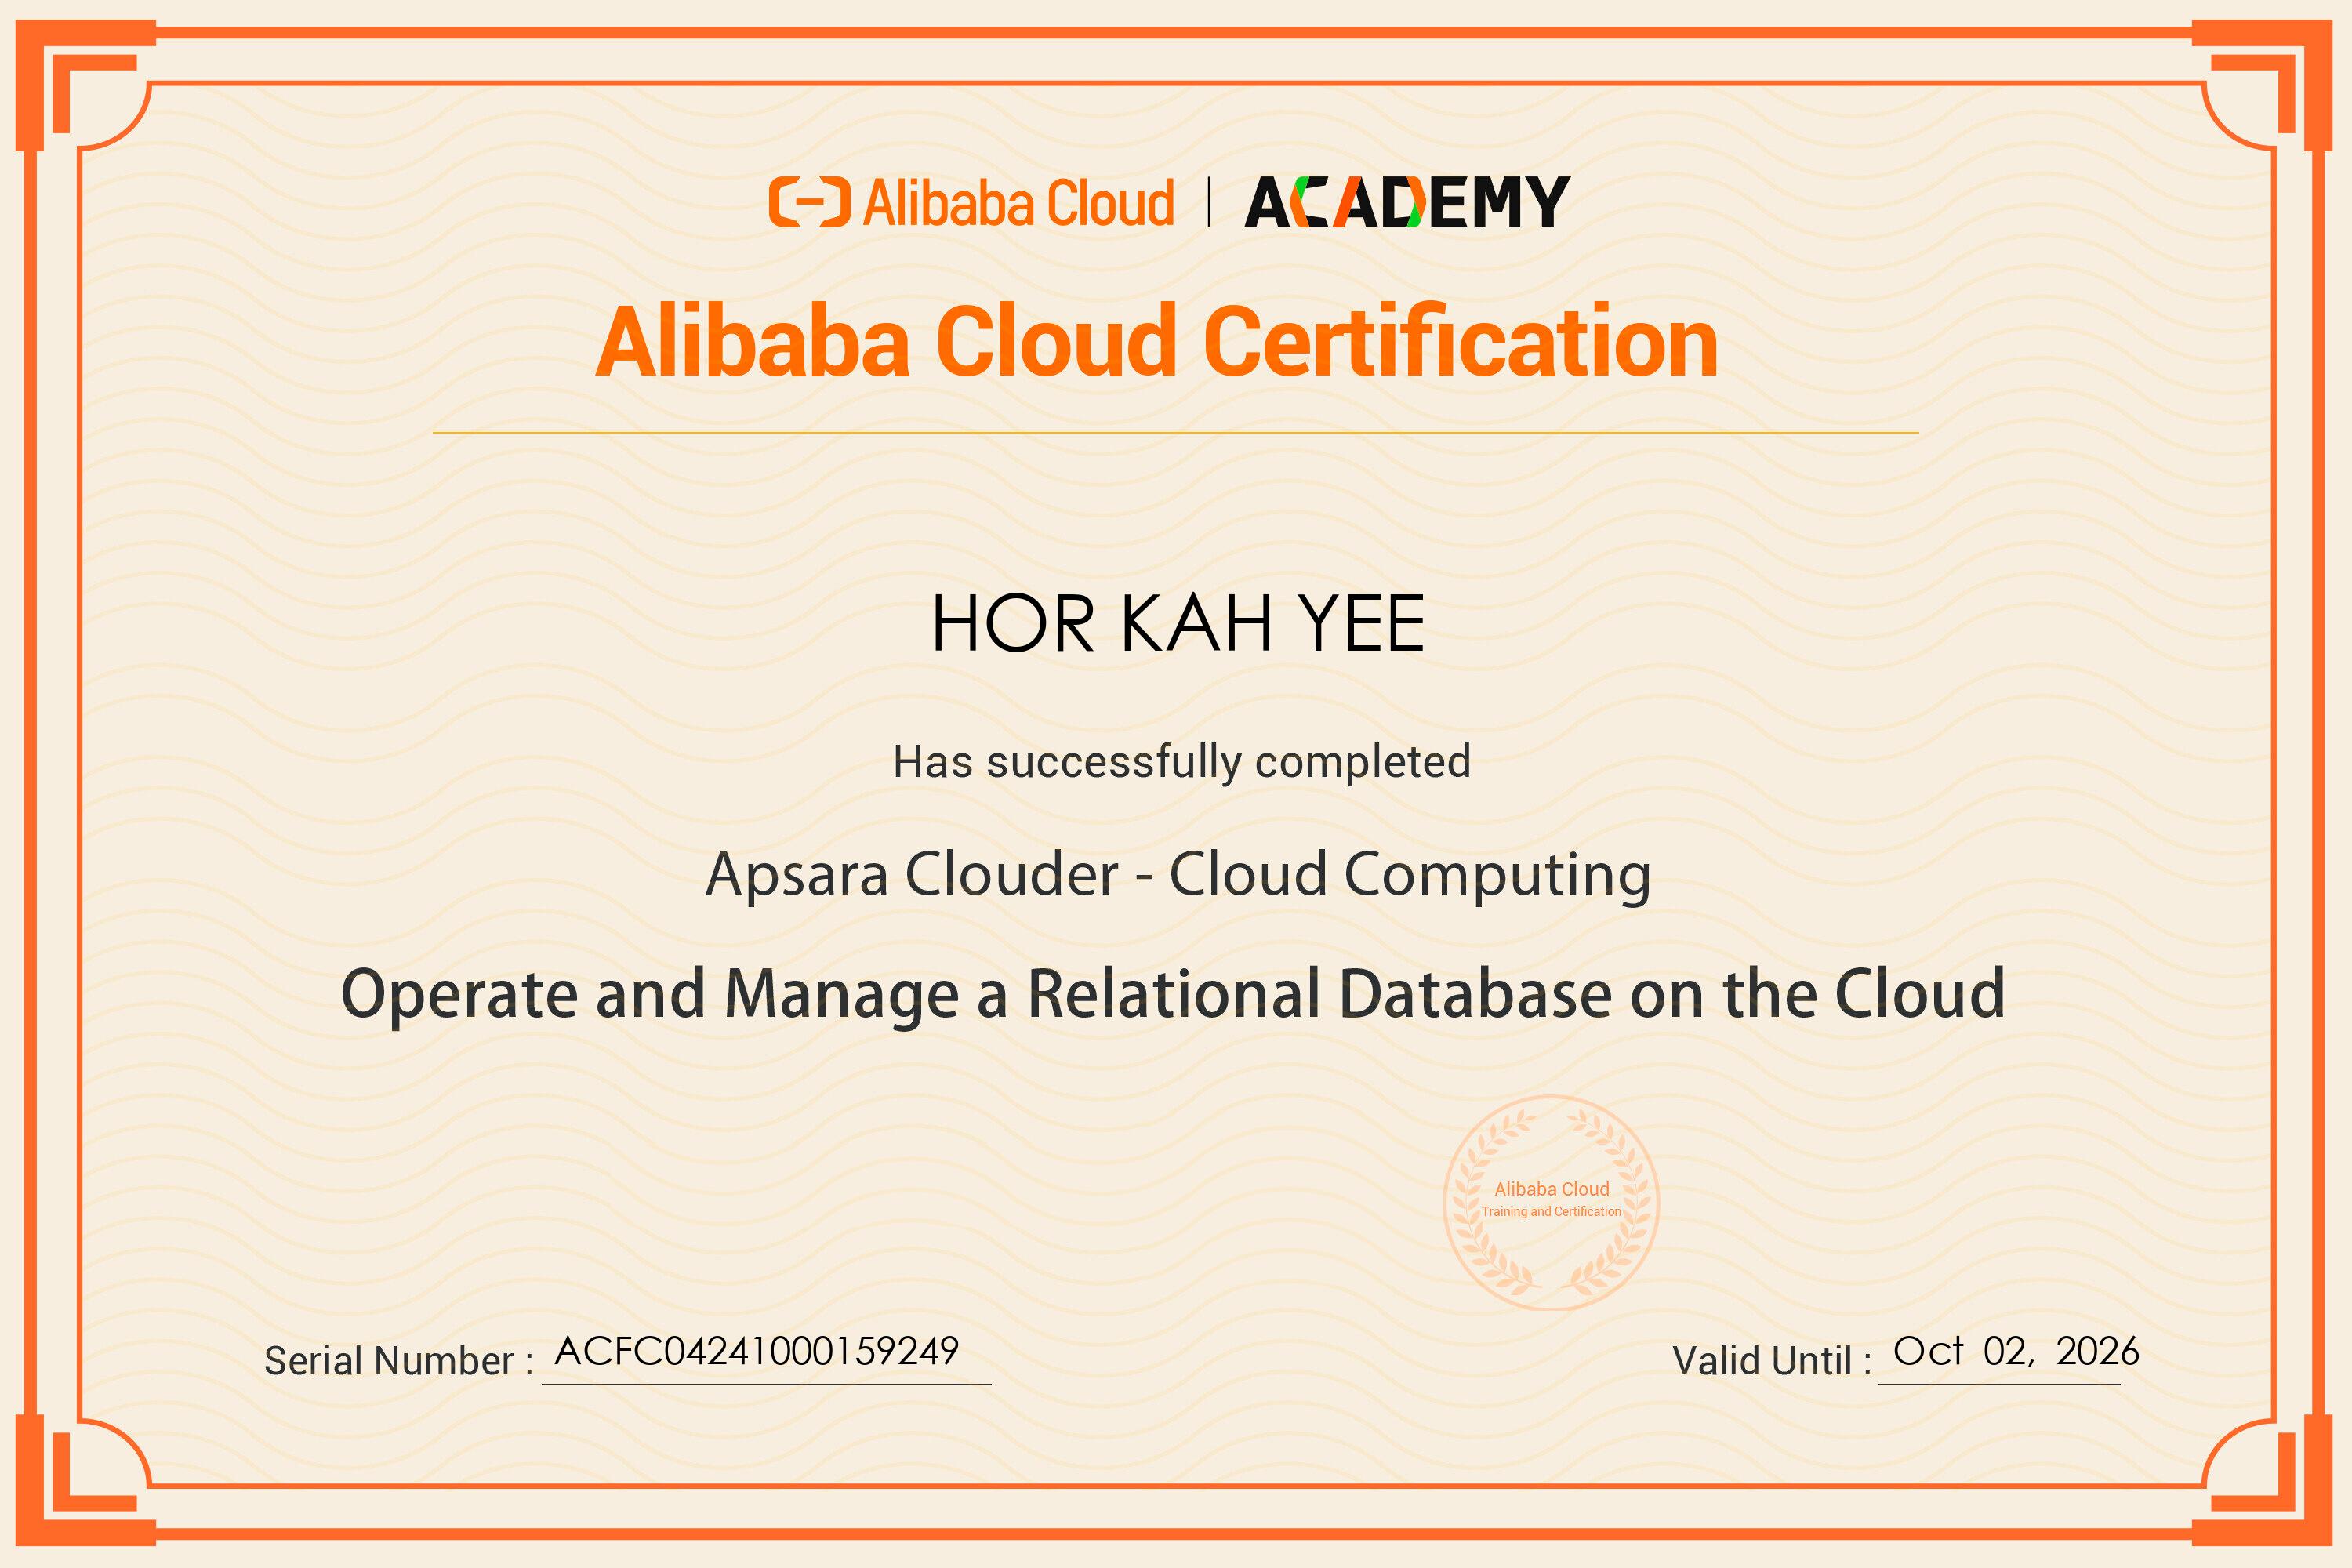 Alibaba Cloud | ACADEMY
Alibaba Cloud Certification
HOR KAH YEE
Has successfully completed
Apsara Clouder - Cloud Computing
Operate and Manage a Relational Database on the Cloud
Alibaba Cloud
Training and Certification
Serial Number : ACFC04241000159249
Valid Until : Oct 02, 2026